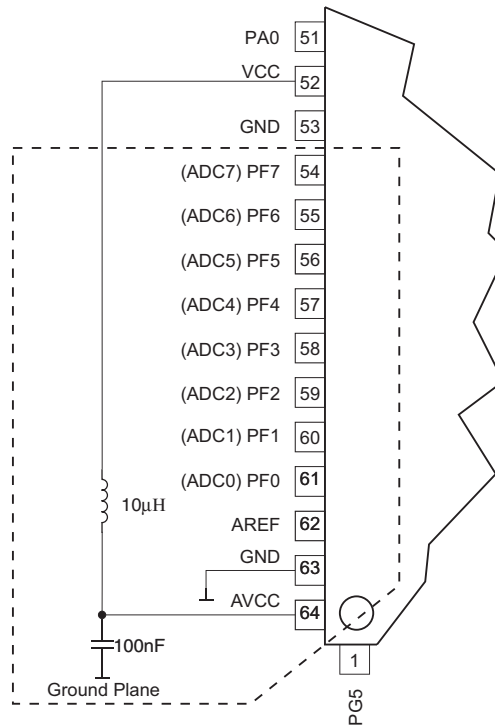 PA0 51
VCC 52
GND 53
(ADC7) PF7 54
(ADC6) PF6 55
(ADC5) PF5 56
(ADC4) PF4 57
(ADC3) PF3 58
(ADC2) PF2 59
(ADC1) PF1 60
(ADC0) PF0 61
10μH
AREF 62
GND 63
AVCC 64
100nF
1
Ground Plane
PG5